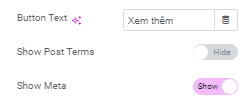 Button Text Xem thêm
Show Post Terms Hide
Show Meta Show